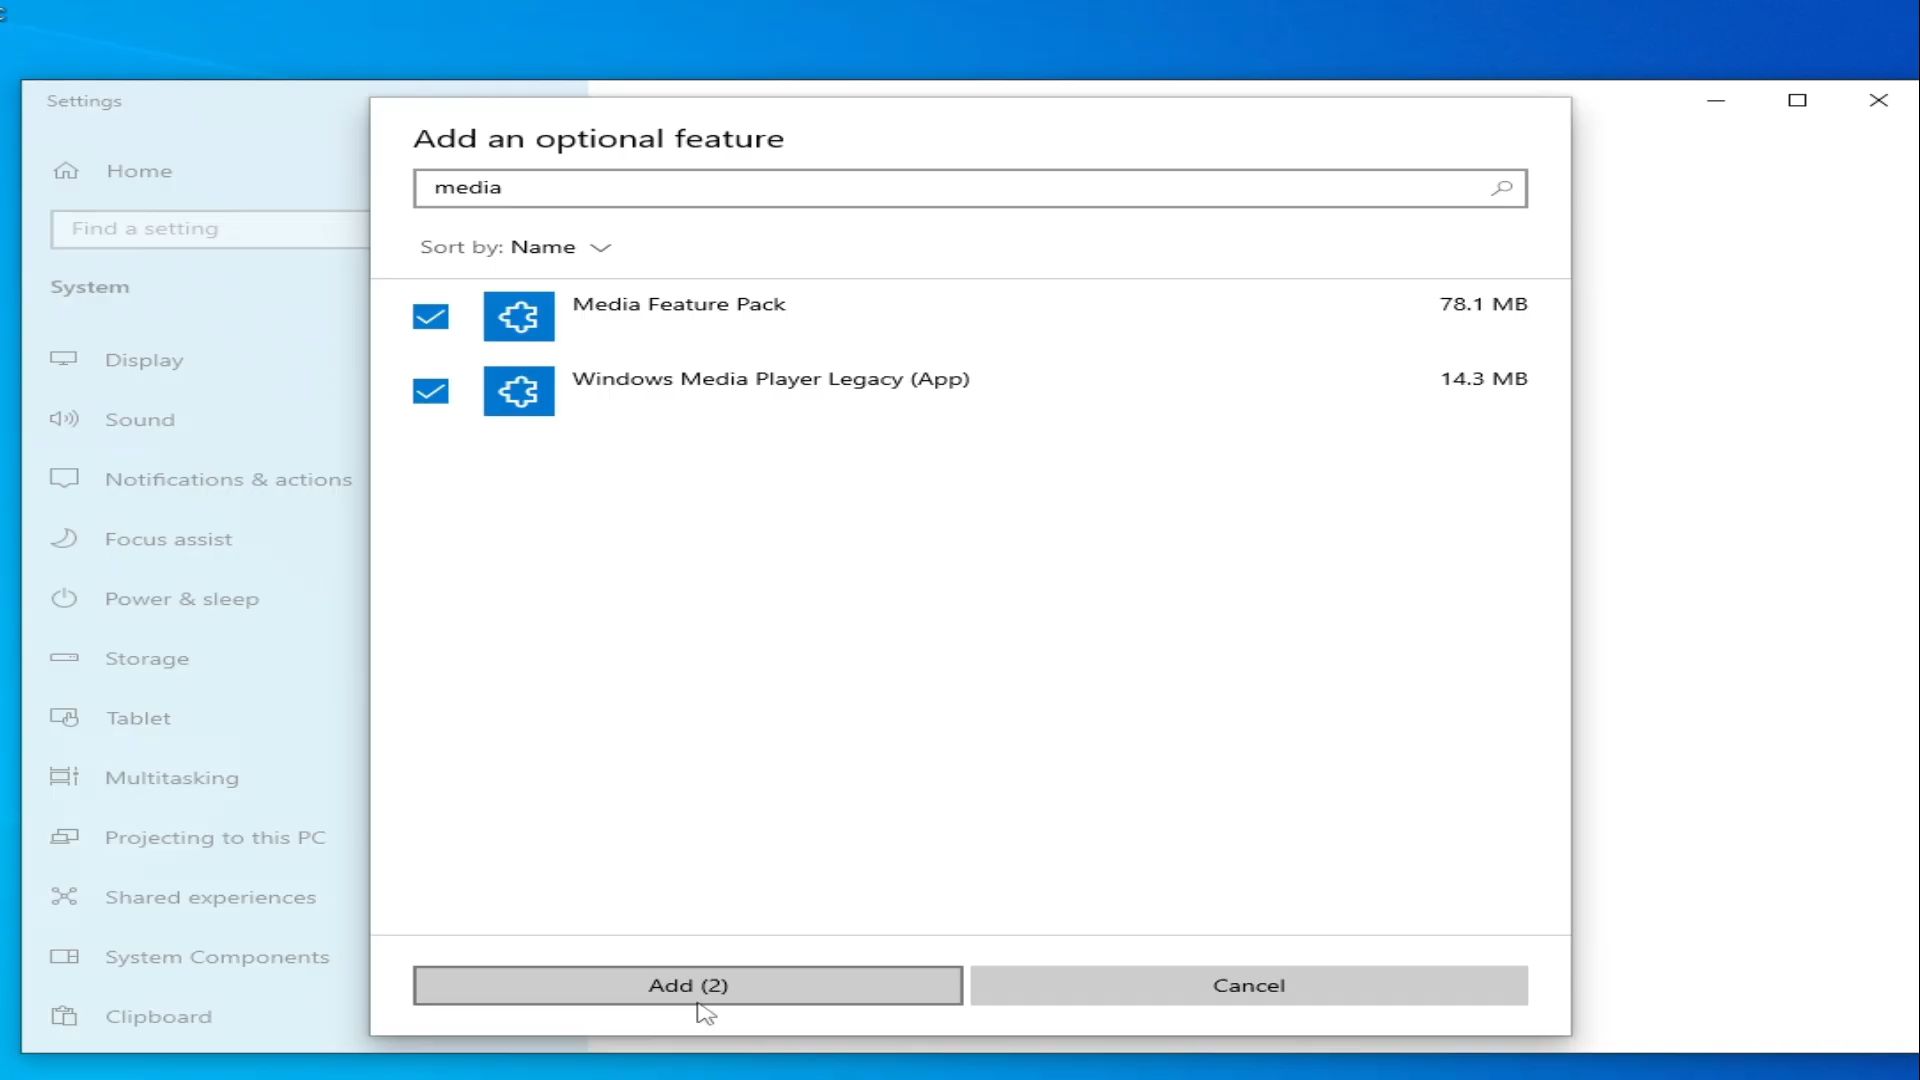 Settings
Home
Find a setting
System
Display
Sound
Notifications & actions
Focus assist
Power & sleep
Storage
Tablet
Multitasking
Projecting to this PC
Shared experiences
System Components
Clipboard
Add an optional feature
media
Sort by: Name
Media Feature Pack 78.1 MB
Windows Media Player Legacy (App) 14.3 MB
Add (2) Cancel